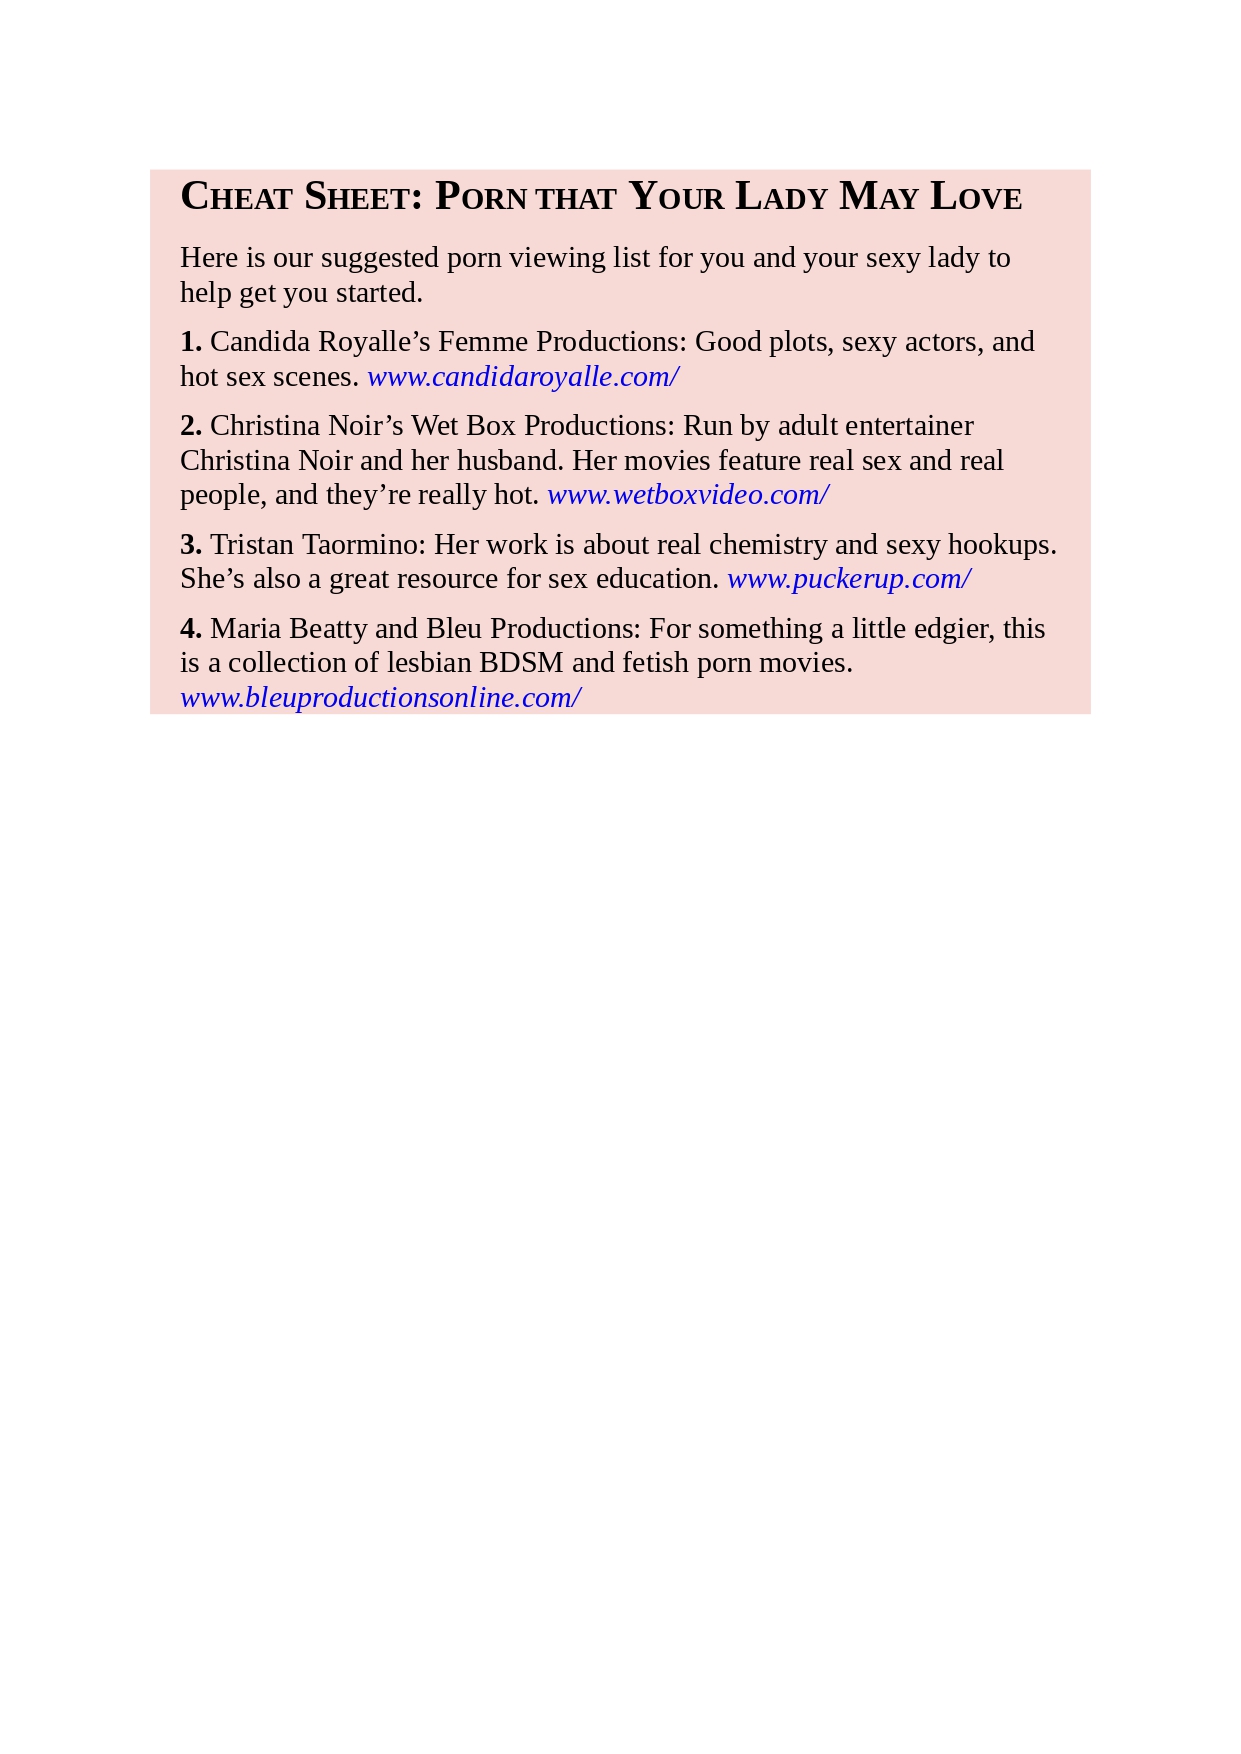 Cheat Sheet: Porn that Your Lady May Love
Here is our suggested porn viewing list for you and your sexy lady to
help get you started.
1. Candida Royalle’s Femme Productions: Good plots, sexy actors, and
hot sex scenes. www.candidaroyalle.com/
2. Christina Noir’s Wet Box Productions: Run by adult entertainer
Christina Noir and her husband. Her movies feature real sex and real
people, and they’re really hot. www.wetboxvideo.com/
3. Tristan Taormino: Her work is about real chemistry and sexy hookups.
She’s also a great resource for sex education. www.puckerup.com/
4. Maria Beatty and Bleu Productions: For something a little edgier, this
is a collection of lesbian BDSM and fetish porn movies.
www.bleuproductionsonline.com/